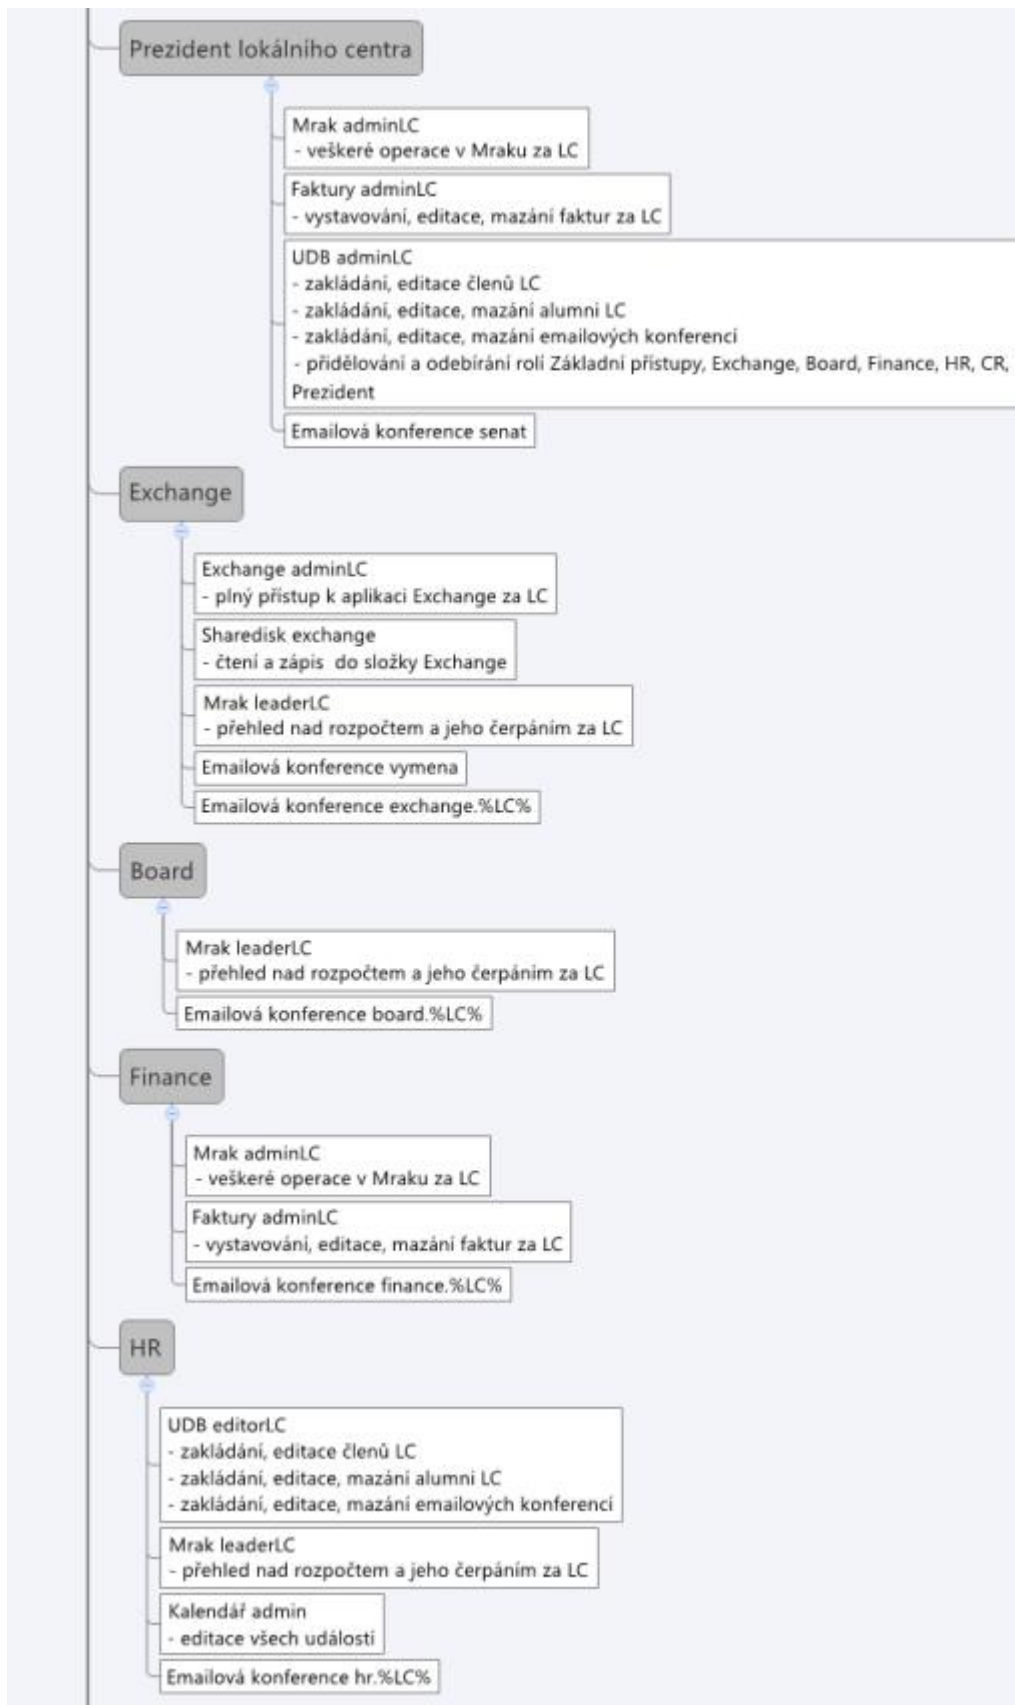 Prezident lokálního centra
Mrak adminLC
- veškeré operace v Mraku za LC
Faktury adminLC
- vystavování, editace, mazání faktur za LC
UDB adminLC
- zakládání, editace členů LC
- zakládání, editace, mazání alumni LC
- zakládání, editace, mazání emailových konferencí
- přidělování a odebírání rolí Základní přístupy, Exchange, Board, Finance, HR, CR,
Prezident
Emailová konference senat
Exchange
Exchange adminLC
- plný přístup k aplikaci Exchange za LC
Sharedisk exchange
- čtení a zápis do složky Exchange
Mrak leaderLC
- přehled nad rozpočtem a jeho čerpáním za LC
Emailová konference vymena
Emailová konference exchange.%LC%
Board
Mrak leaderLC
- přehled nad rozpočtem a jeho čerpáním za LC
Emailová konference board.%LC%
Finance
Mrak adminLC
- veškeré operace v Mraku za LC
Faktury adminLC
- vystavování, editace, mazání faktur za LC
Emailová konference finance.%LC%
HR
UDB editorLC
- zakládání, editace členů LC
- zakládání, editace, mazání alumni LC
- zakládání, editace, mazání emailových konferencí
Mrak leaderLC
- přehled nad rozpočtem a jeho čerpáním za LC
Kalendář admin
- editace všech událostí
Emailová konference hr.%LC%